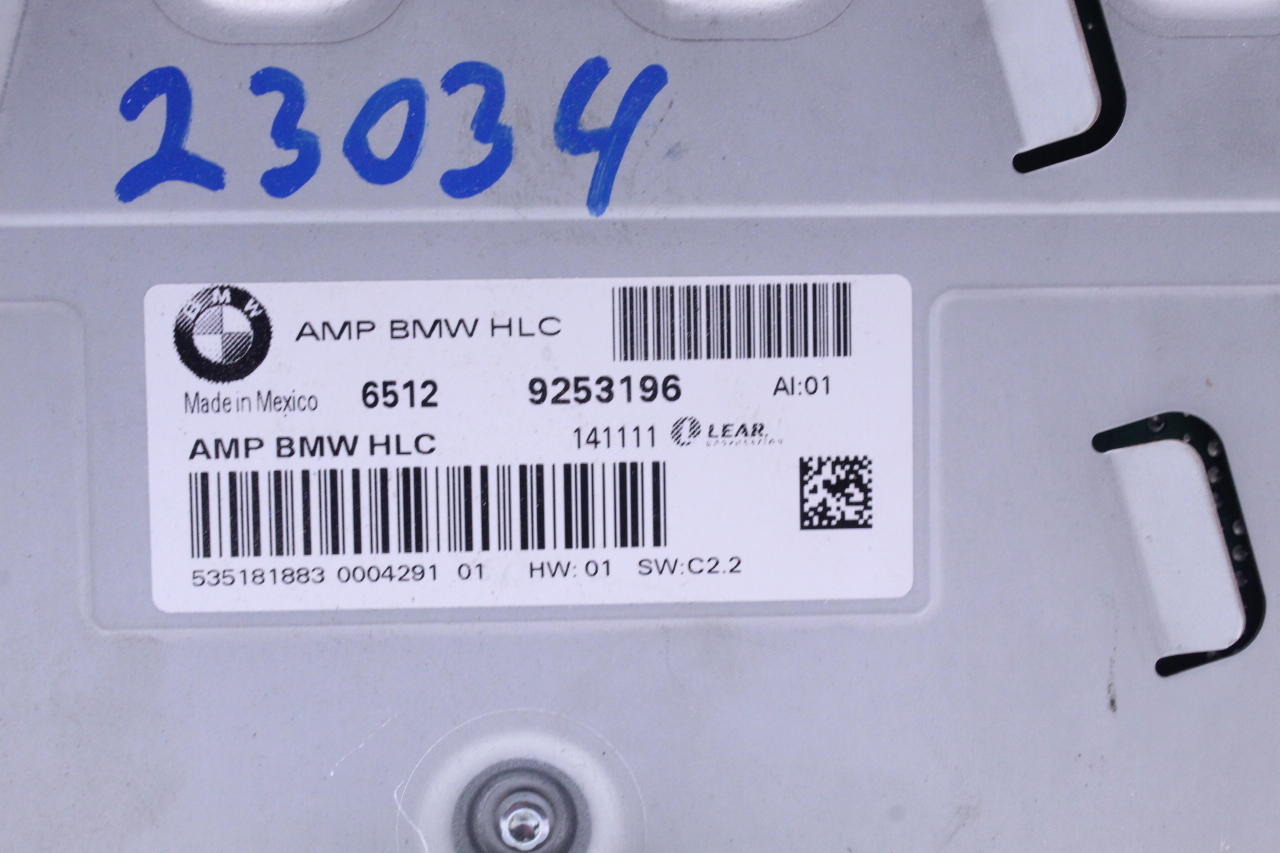 23034
BMW
AMP BMW HLC
Made in Mexico 6512 9253196 AI:01
AMP BMW HLC 141111 LEAR.
535181883 0004291 01 HW: 01 SW:C2.2